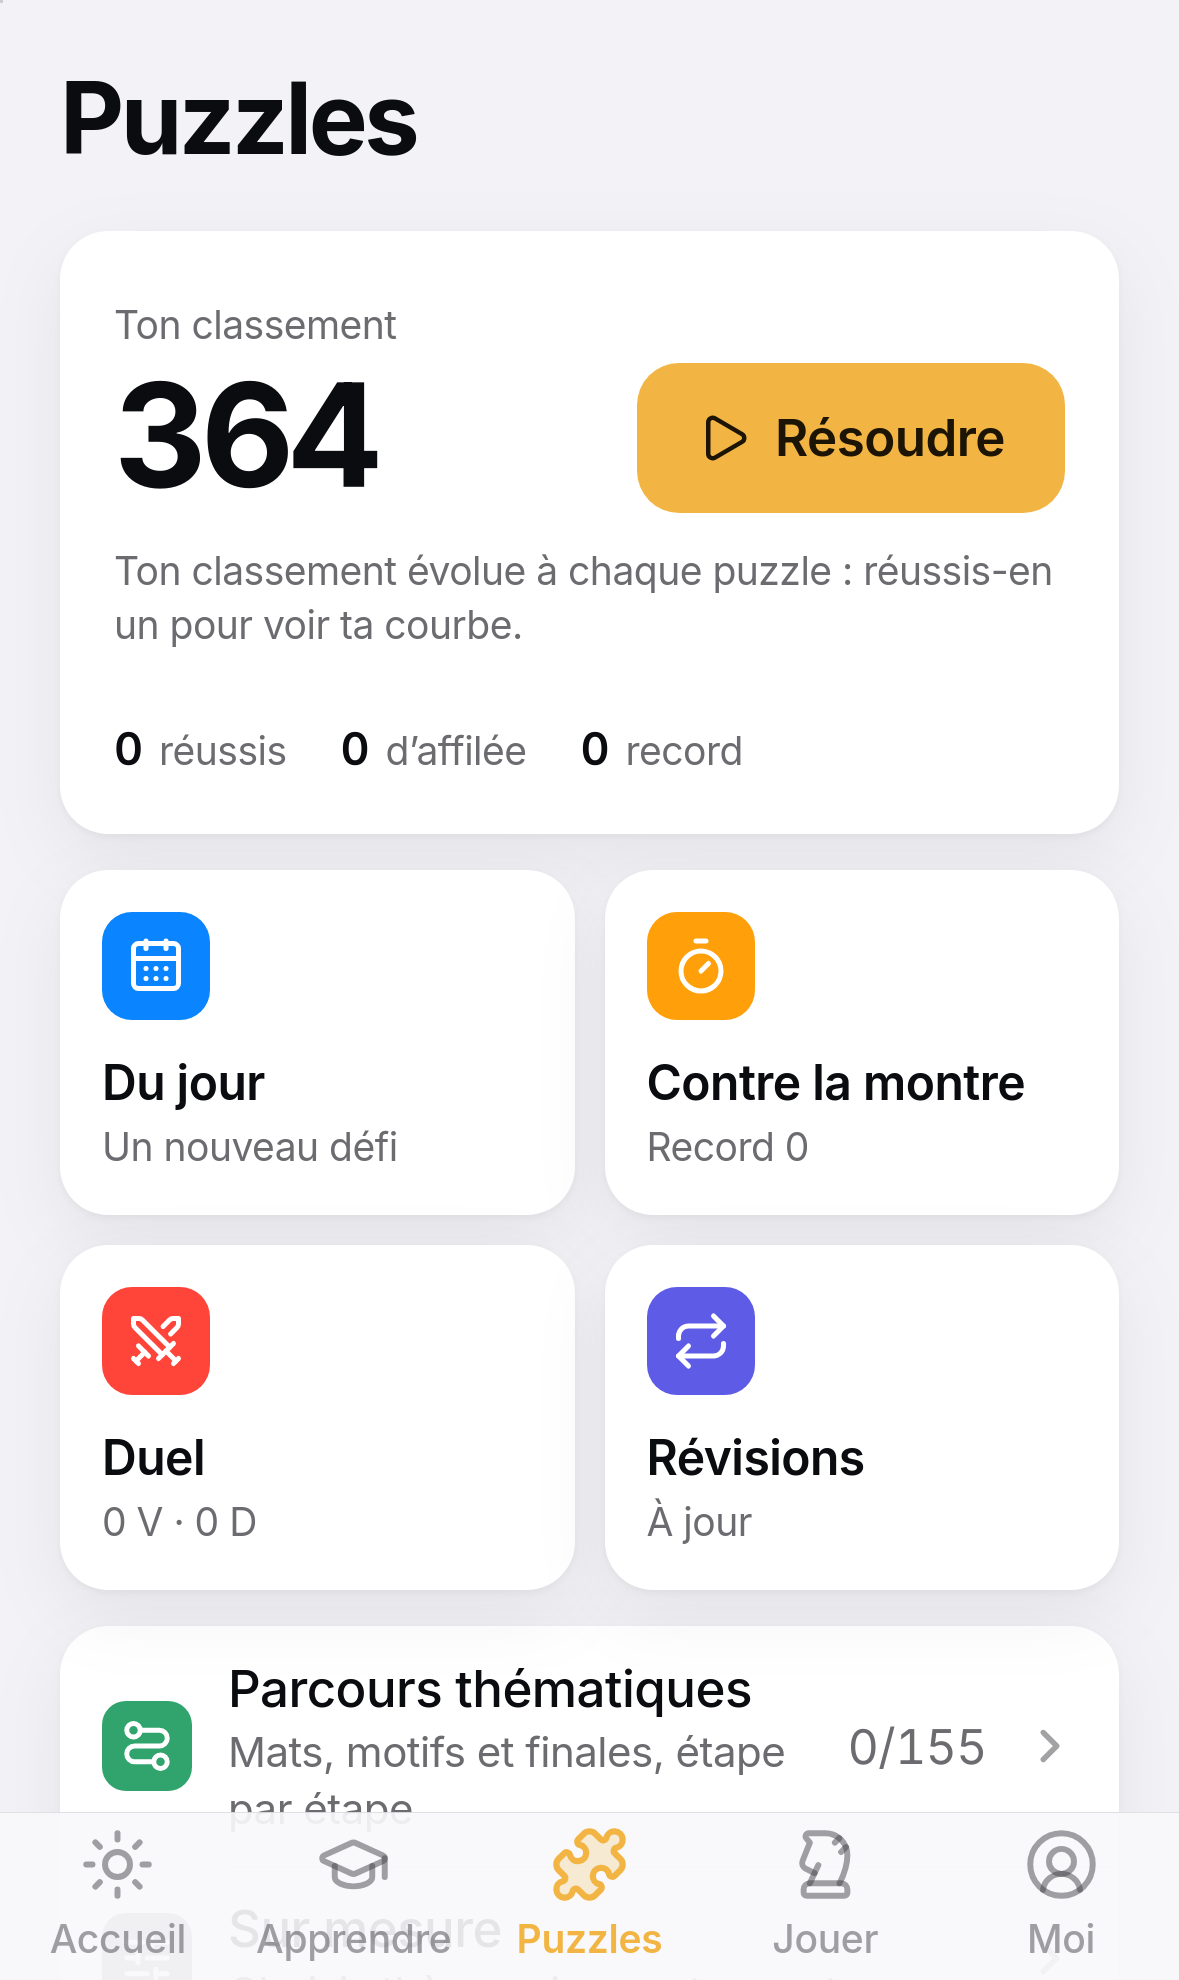 Puzzles
Ton classement
364
Résoudre
Ton classement évolue à chaque puzzle : réussis-en
un pour voir ta courbe.
0 réussis 0 d’affilée 0 record
Du jour
Un nouveau défi
Contre la montre
Record 0
Duel
0 V · 0 D
Révisions
À jour
Parcours thématiques
Mats, motifs et finales, étape
par étape
0/155
Sur mesure
Accueil
Apprendre
Puzzles
Jouer
Moi